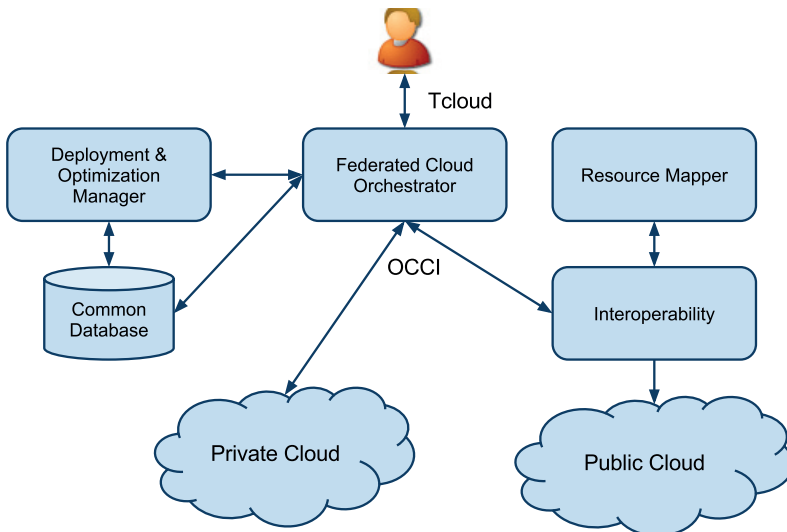 Tcloud
Deployment &
Optimization
Manager
Federated Cloud
Orchestrator
Resource Mapper
OCCI
Common
Database
Interoperability
Private Cloud
Public Cloud